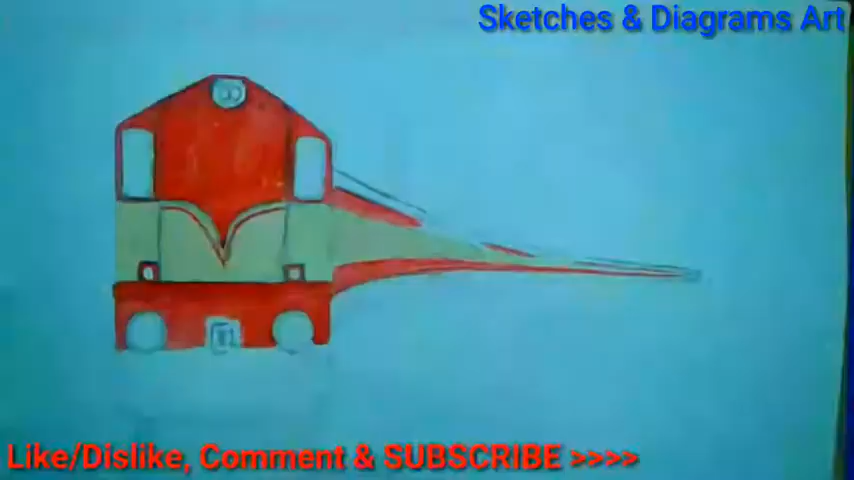 Sketches & Diagrams Art
Like/Dislike, Comment & SUBSCRIBE >>>>